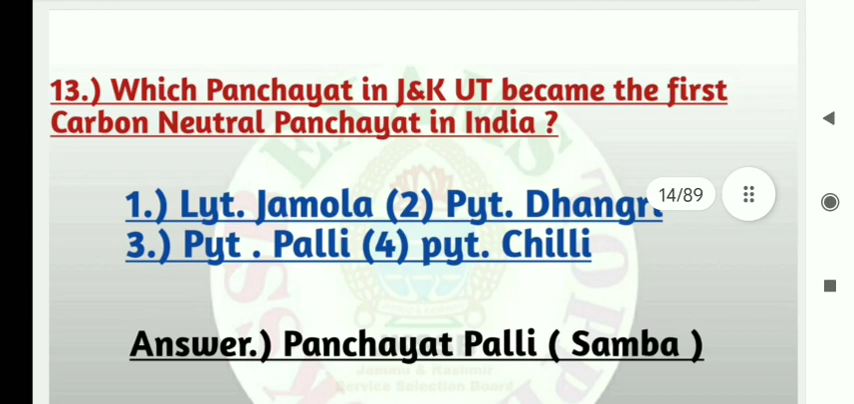 13.) Which Panchayat in J&K UT became the first
Carbon Neutral Panchayat in India ?
1.) Lyt. Jamola (2) Pyt. Dhangri
14/89
3.) Pyt . Palli (4) pyt. Chilli
Answer.) Panchayat Palli ( Samba )
Jammu & Kashmir
Service Selection Board